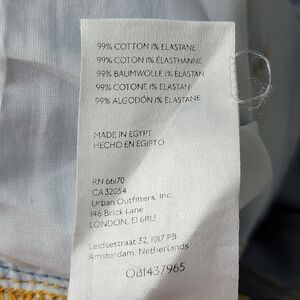 99% COTTON 1% ELASTANE
99% COTON 1% ÉLASTHANNE
99% BAUMWOLLE 1% ELASTAN
99% COTONE 1% ELASTAN
99% ALGODÓN 1% ELASTANE
MADE IN EGYPT
HECHO EN EGIPTO
RN 66170
CA 32054
Urban Outfitters, Inc.
146 Brick Lane
LONDON, E1 6RU
Leidsestraat 32, 1017 PB
Amsterdam, Netherlands
OB1437965